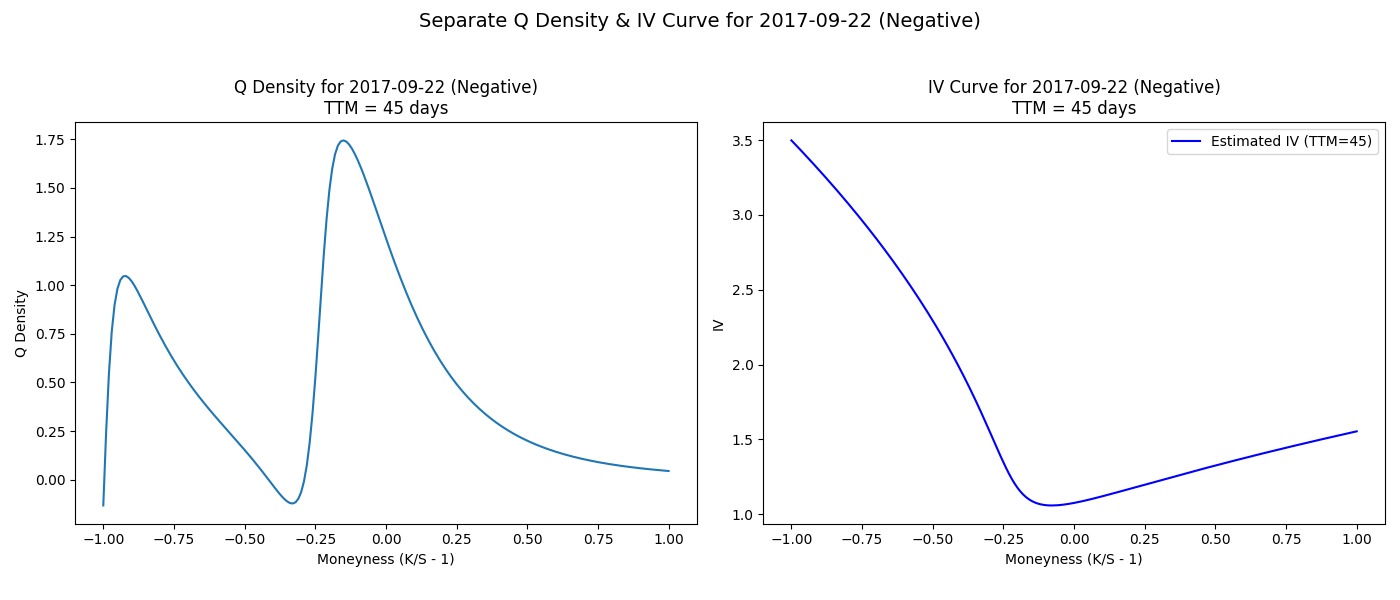 Separate Q Density & IV Curve for 2017-09-22 (Negative)
Q Density for 2017-09-22 (Negative)
TTM = 45 days
Q Density
1.75
1.50
1.25
1.00
0.75
0.50
0.25
0.00
−1.00 −0.75 −0.50 −0.25 0.00 0.25 0.50 0.75 1.00
Moneyness (K/S - 1)
IV Curve for 2017-09-22 (Negative)
TTM = 45 days
Estimated IV (TTM=45)
IV
3.5
3.0
2.5
2.0
1.5
1.0
−1.00 −0.75 −0.50 −0.25 0.00 0.25 0.50 0.75 1.00
Moneyness (K/S - 1)